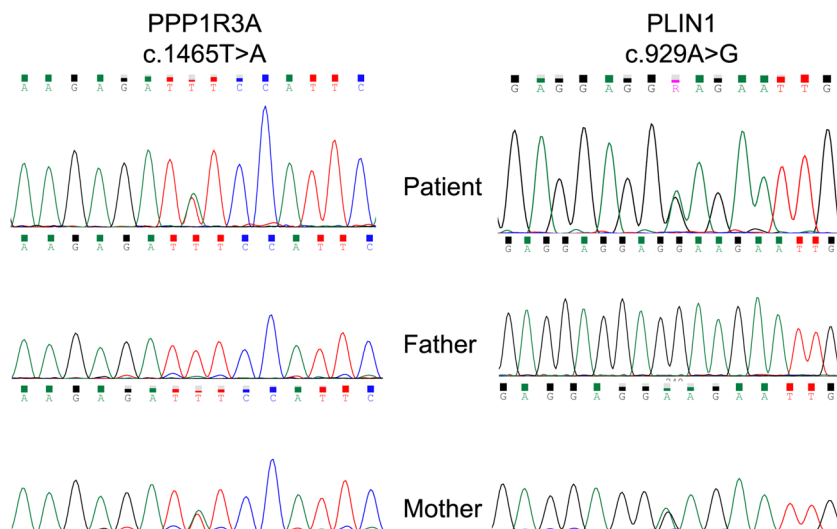 PPP1R3A
c.1465T>A
PLIN1
c.929A>G
A A G A G A T T T C C A T T C
G A G G A G G R A G A A T T G
Patient
A A G A G A T T T C C A T T C
G A G G A G G A G G A A G A A T T G
Father
A A G A G A T T T C C A T T C
G A G G A G G A A G A A T T G
Mother